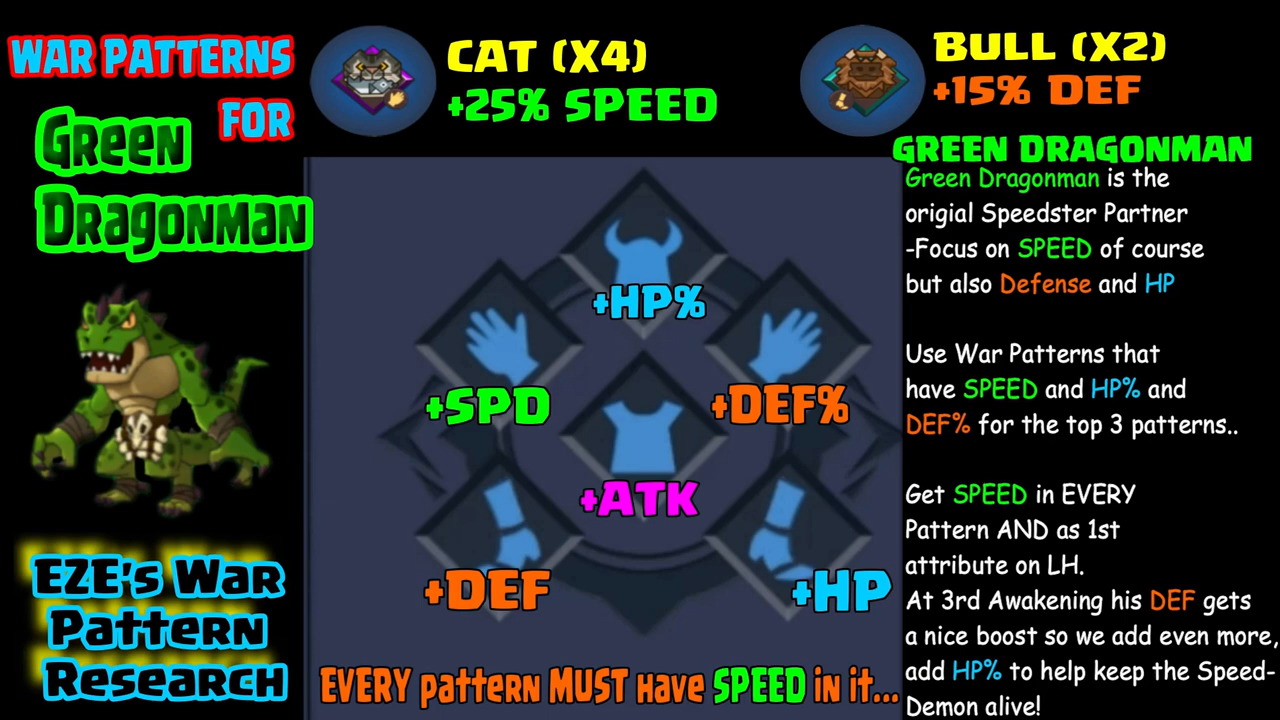 WAR PATTERNS
FOR
Green
Dragonman
CAT (X4)
+25% SPEED
BULL (X2)
+15% DEF
+HP%
+SPD
+DEF%
+ATK
+DEF
+HP
EVERY pattern MUST have SPEED in it...
EZE's War
Pattern
Research
GREEN DRAGONMAN
Green Dragonman is the
origial Speedster Partner
-Focus on SPEED of course
but also Defense and HP
Use War Patterns that
have SPEED and HP% and
DEF% for the top 3 patterns..
Get SPEED in EVERY
Pattern AND as 1st
attribute on LH.
At 3rd Awakening his DEF gets
a nice boost so we add even more,
add HP% to help keep the Speed-
Demon alive!